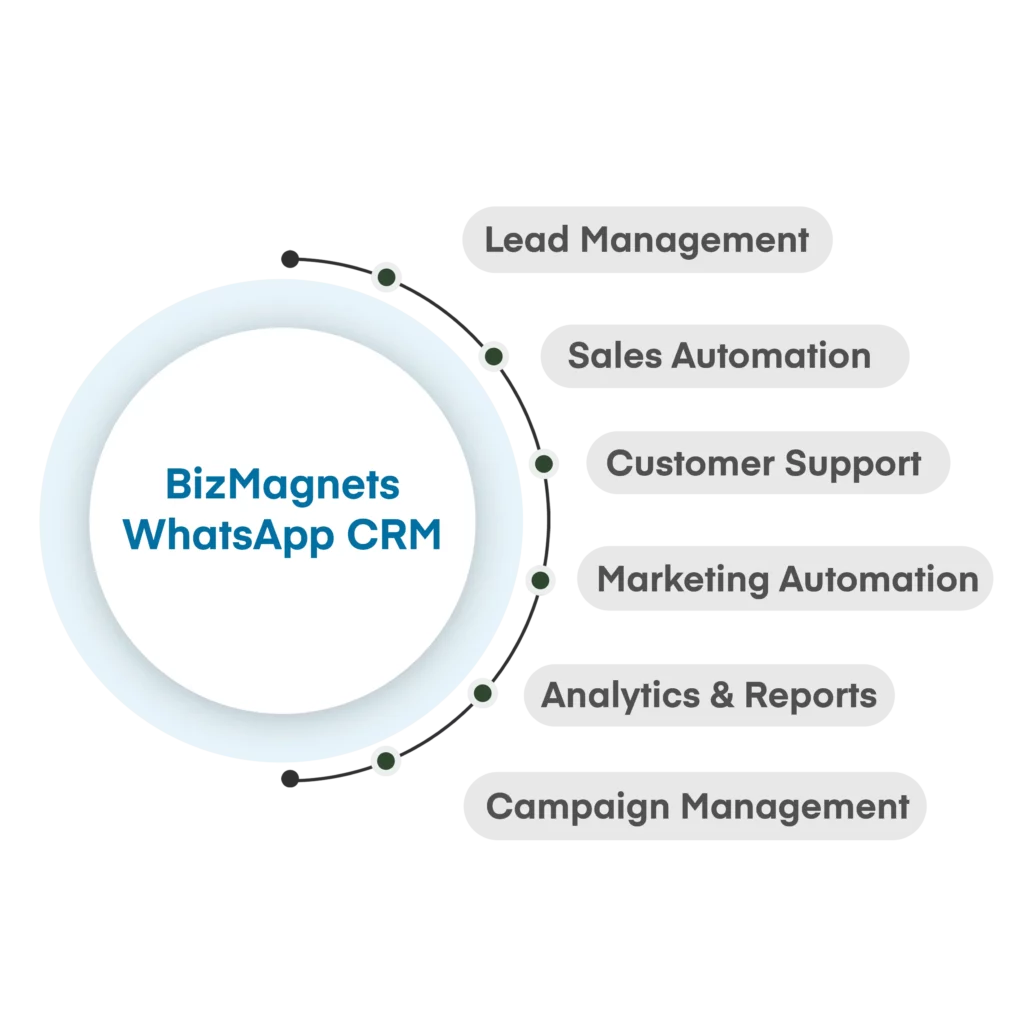 BizMagnets
WhatsApp CRM
Lead Management
Sales Automation
Customer Support
Marketing Automation
Analytics & Reports
Campaign Management